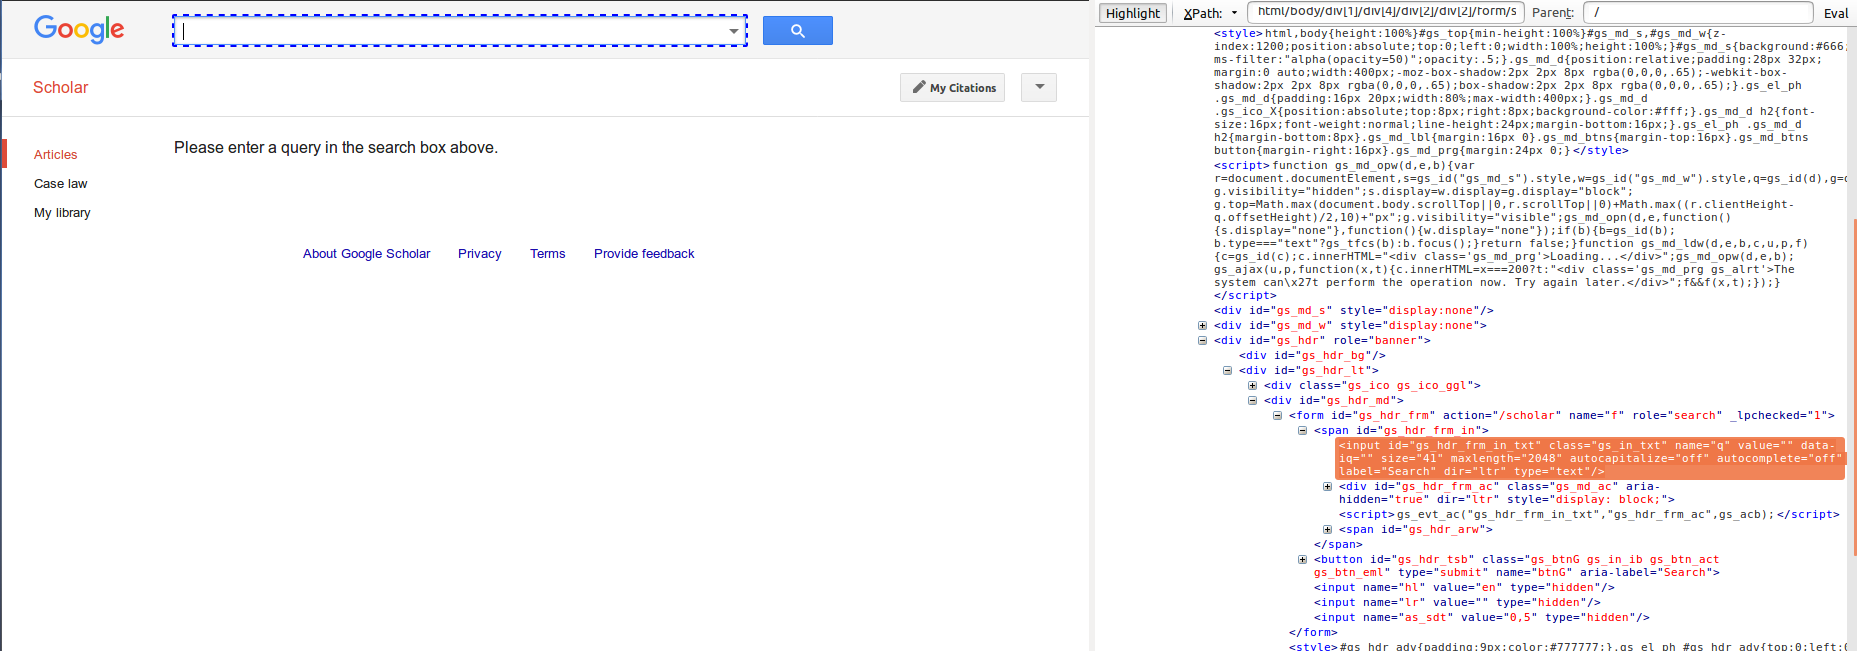 Google
Scholar
My Citations
Articles
Case law
My library
Please enter a query in the search box above.
About Google Scholar Privacy Terms Provide feedback
Highlight XPath: html/body/div[1]/div[4]/div[2]/div[2]/form/s Parent: / Eval
<style>html,body{height:100%}#gs_top{min-height:100%}#gs_md_s,#gs_md_w{z-
index:1200;position:absolute;top:0;left:0;width:100%;height:100%;}#gs_md_s{background:#666;
ms-filter:"alpha(opacity=50)";opacity:.5;}.gs_md_d{position:relative;padding:28px 32px;
margin:0 auto;width:400px;-moz-box-shadow:2px 2px 8px rgba(0,0,0,.65);-webkit-box-
shadow:2px 2px 8px rgba(0,0,0,.65);box-shadow:2px 2px 8px rgba(0,0,0,.65);}.gs_el_ph
.gs_md_d{padding:16px 20px;width:80%;max-width:400px;}.gs_md_d
.gs_ico_X{position:absolute;top:8px;right:8px;background-color:#fff;}.gs_md_d h2{font-
size:16px;font-weight:normal;line-height:24px;margin-bottom:16px;}.gs_el_ph .gs_md_d
h2{margin-bottom:8px}.gs_md_lbl{margin:16px 0}.gs_md_btns{margin-top:16px}.gs_md_btns
button{margin-right:16px}.gs_md_prg{margin:24px 0;}</style>
<script>function gs_md_opw(d,e,b){var
r=document.documentElement,s=gs_id("gs_md_s").style,w=gs_id("gs_md_w").style,q=gs_id(d),g=
g.visibility="hidden";s.display=w.display=g.display="block";
g.top=Math.max(document.body.scrollTop||0,r.scrollTop||0)+Math.max((r.clientHeight-
q.offsetHeight)/2,10)+"px";g.visibility="visible";gs_md_opn(d,e,function()
{s.display="none"},function(){w.display="none"});if(b){b=gs_id(b);
b.type==="text"?gs_tfcs(b):b.focus();}return false;}function gs_md_ldw(d,e,b,c,u,p,f)
{c=gs_id(c);c.innerHTML="<div class='gs_md_prg'>Loading...</div>";gs_md_opw(d,e,b);
gs_ajax(u,p,function(x,t){c.innerHTML=x===200?t:"<div class='gs_md_prg gs_alrt'>The
system can\x27t perform the operation now. Try again later.</div>";f&&f(x,t);});}
</script>
<div id="gs_md_s" style="display:none"/>
<div id="gs_md_w" style="display:none">
<div id="gs_hdr" role="banner">
<div id="gs_hdr_bg"/>
<div id="gs_hdr_lt">
<div class="gs_ico gs_ico_ggl">
<div id="gs_hdr_md">
<form id="gs_hdr_frm" action="/scholar" name="f" role="search" _lpchecked="1">
<span id="gs_hdr_frm_in">
<input id="gs_hdr_frm_in_txt" class="gs_in_txt" name="q" value="" data-
iq="" size="41" maxlength="2048" autocapitalize="off" autocomplete="off"
label="Search" dir="ltr" type="text"/>
<div id="gs_hdr_frm_ac" class="gs_md_ac" aria-
hidden="true" dir="ltr" style="display: block;">
<script>gs_evt_ac("gs_hdr_frm_in_txt","gs_hdr_frm_ac",gs_acb);</script>
<span id="gs_hdr_arw">
</span>
<button id="gs_hdr_tsb" class="gs_btnG gs_in_ib gs_btn_act
gs_btn_eml" type="submit" name="btnG" aria-label="Search">
<input name="hl" value="en" type="hidden"/>
<input name="lr" value="" type="hidden"/>
<input name="as_sdt" value="0,5" type="hidden"/>
</form>
<style>#gs_hdr_adv{padding:9px;color:#777777;}.gs_el_ph #gs_hdr_adv{top:0;left:0